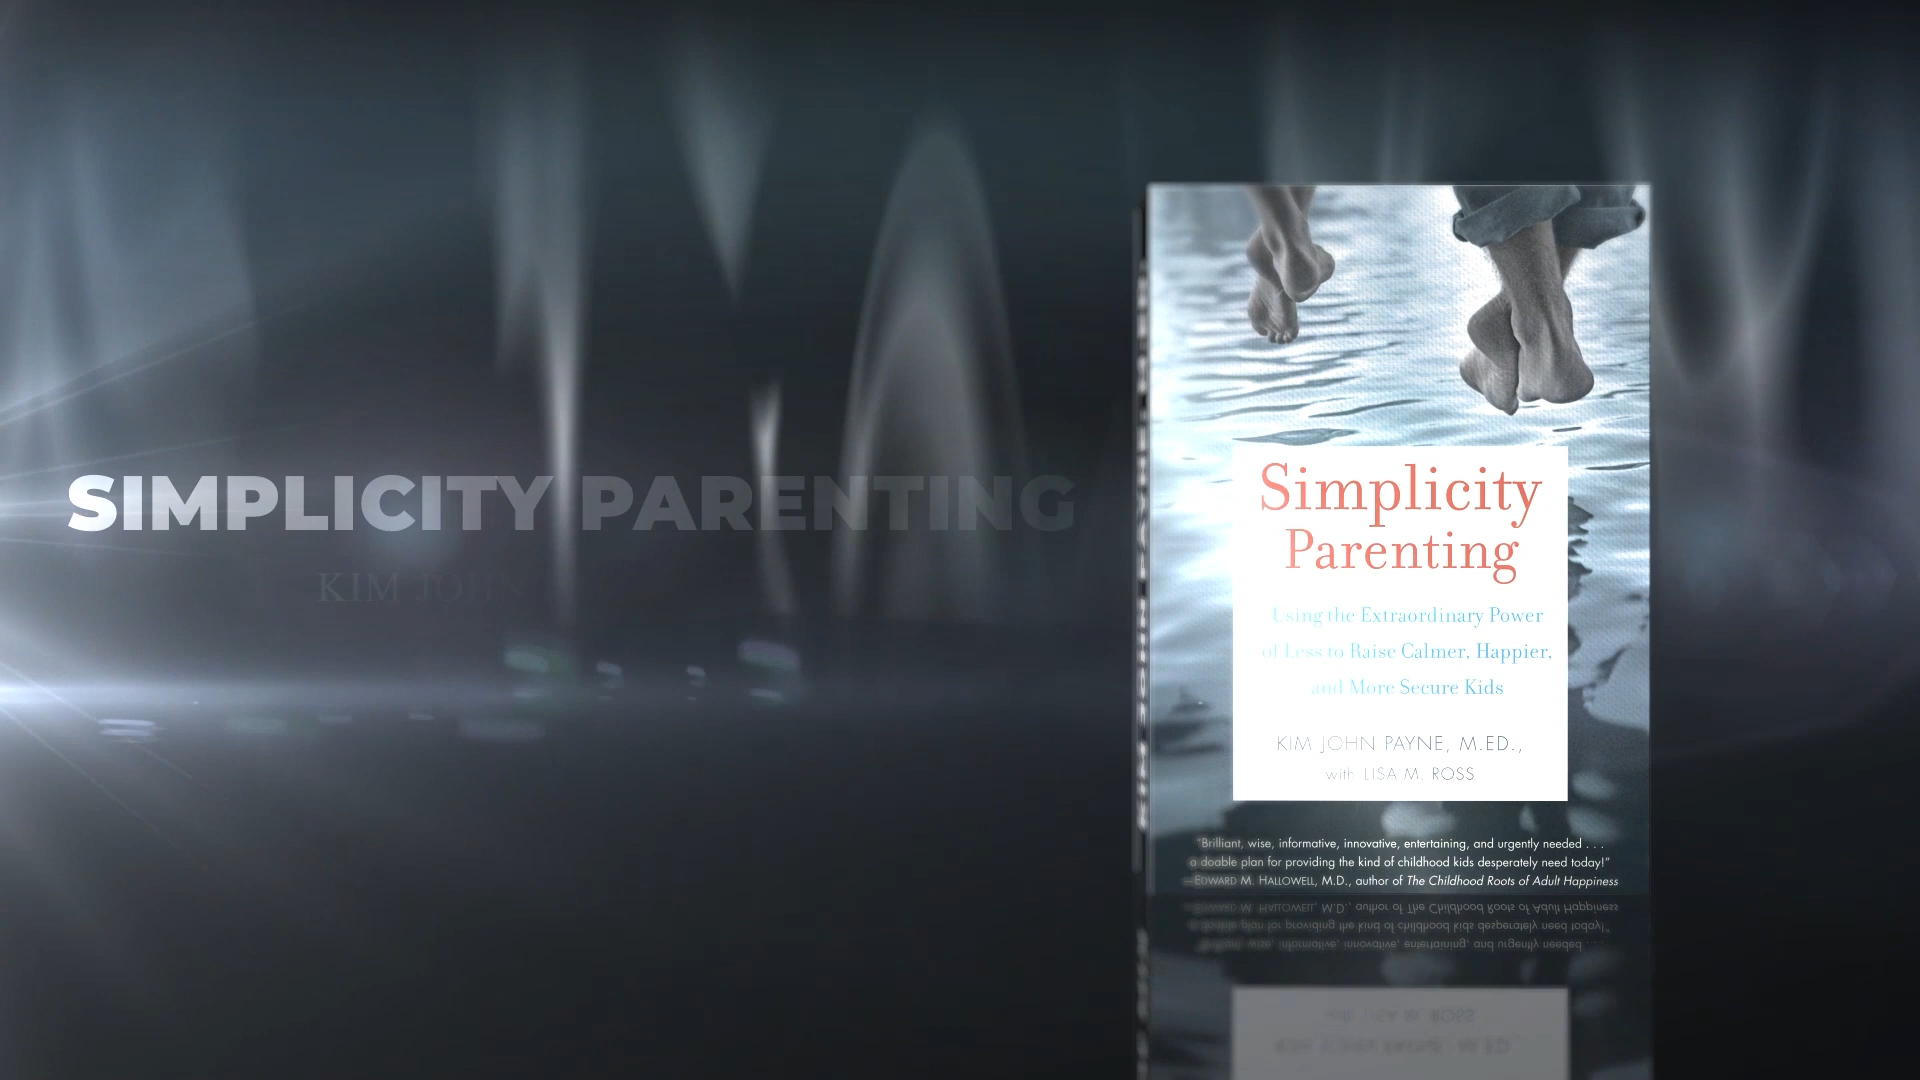 SIMPLICITY PARENTING
KIM JOHN
Simplicity
Parenting
Using the Extraordinary Power
of Less to Raise Calmer, Happier,
and More Secure Kids
KIM JOHN PAYNE, M.ED.,
with LISA M. ROSS
"Brilliant, wise, informative, innovative, entertaining, and urgently needed . . .
a doable plan for providing the kind of childhood kids desperately need today!"
—EDWARD M. HALLOWELL, M.D., author of The Childhood Roots of Adult Happiness